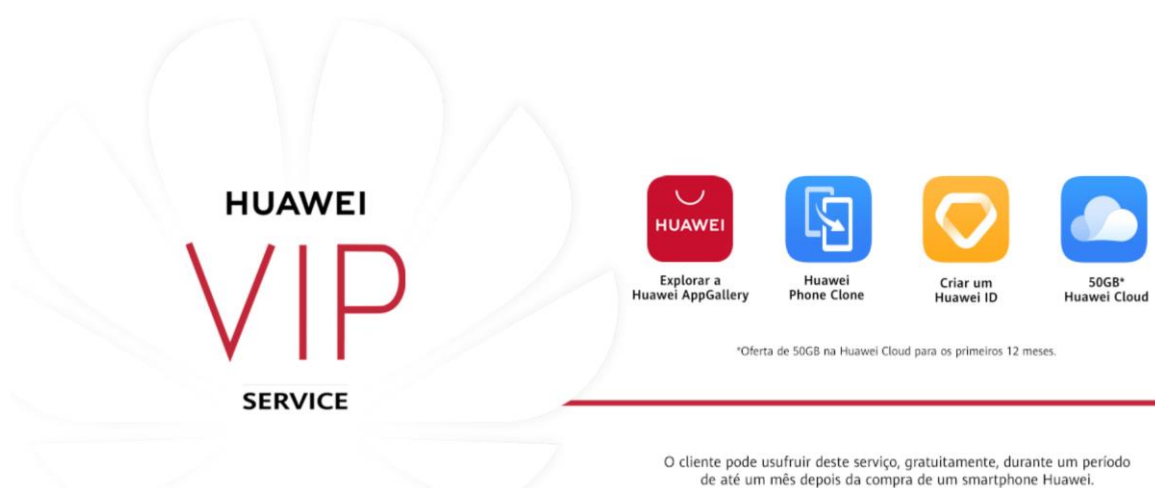 HUAWEI
VIP
SERVICE
HUAWEI
Explorar a
Huawei AppGallery
Huawei
Phone Clone
Criar um
Huawei ID
50GB*
Huawei Cloud
*Oferta de 50GB na Huawei Cloud para os primeiros 12 meses.
O cliente pode usufruir deste serviço, gratuitamente, durante um período
de até um mês depois da compra de um smartphone Huawei.